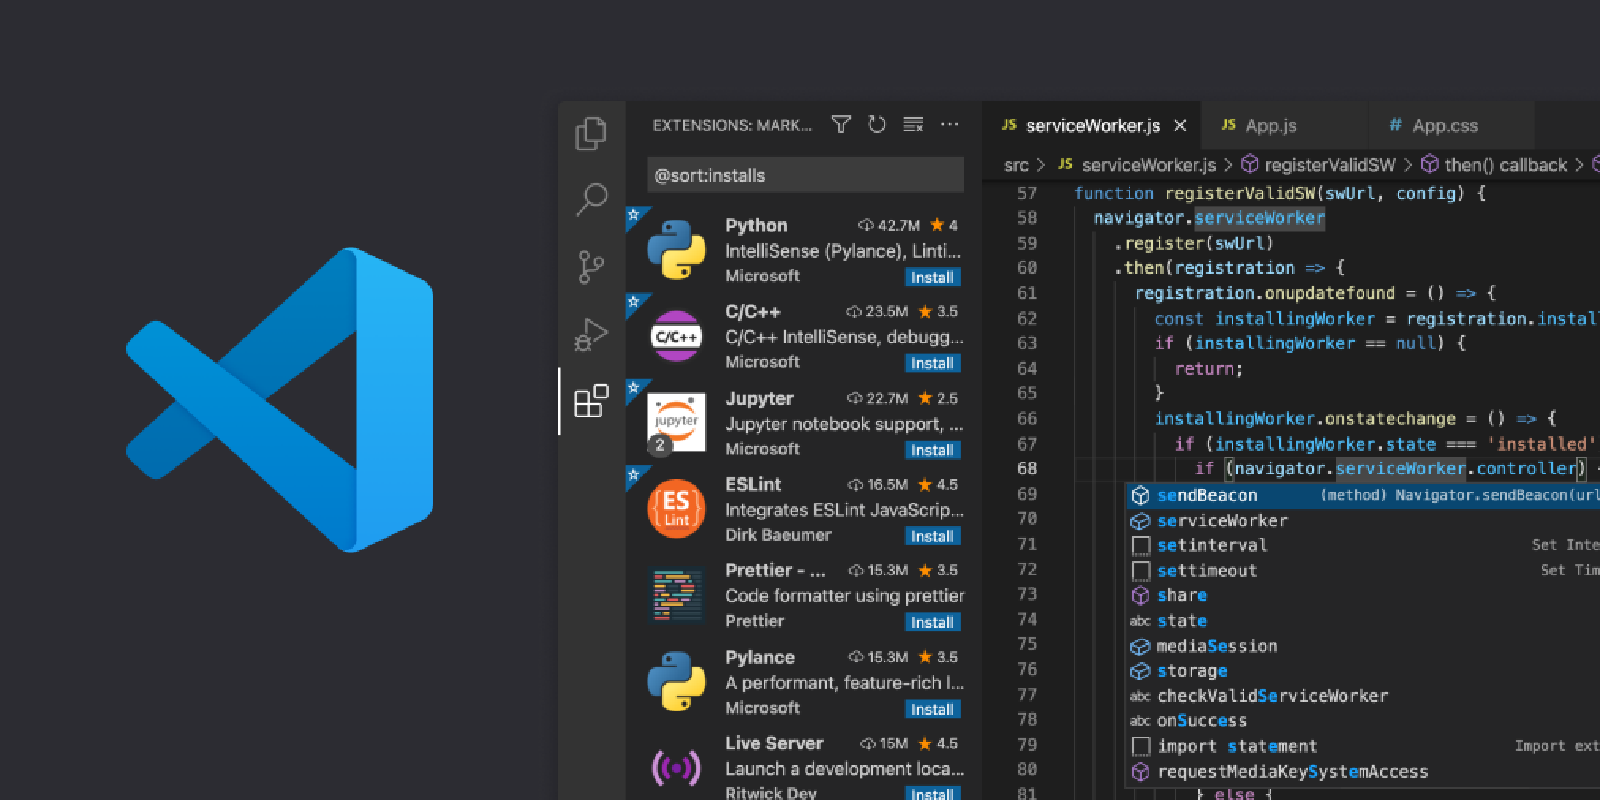 EXTENSIONS: MARK...
@sort:installs
Python 42.7M 4
IntelliSense (Pylance), Linti...
Microsoft Install
C/C++
C/C++ 23.5M 3.5
C/C++ IntelliSense, debugg...
Microsoft Install
jupyter
2
Jupyter 22.7M 2.5
Jupyter notebook support, ...
Microsoft Install
ES
Lint
ESLint 16.5M 4.5
Integrates ESLint JavaScrip...
Dirk Baeumer Install
Prettier - ... 15.3M 3.5
Code formatter using prettier
Prettier Install
Pylance 15.3M 3.5
A performant, feature-rich l...
Microsoft Install
Live Server 15M 4.5
Launch a development loca...
Ritwick Dey Install
JS serviceWorker.js JS App.js # App.css
src > JS serviceWorker.js > registerValidSW > then() callback >
57 function registerValidSW(swUrl, config) {
58 navigator.serviceWorker
59 .register(swUrl)
60 .then(registration => {
61 registration.onupdatefound = () => {
62 const installingWorker = registration.instal
63 if (installingWorker == null) {
64 return;
65 }
66 installingWorker.onstatechange = () => {
67 if (installingWorker.state === 'installed'
68 if (navigator.serviceWorker.controller) {
69 sendBeacon (method) Navigator.sendBeacon(url
70 serviceWorker
71 setinterval Set Inte
72 settimeout Set Tim
73 share
74 abc state
75 mediaSession
76 storage
77 abc checkValidServiceWorker
78 abc onSuccess
79 import statement Import ext
80 requestMediaKeySystemAccess
81 } else {